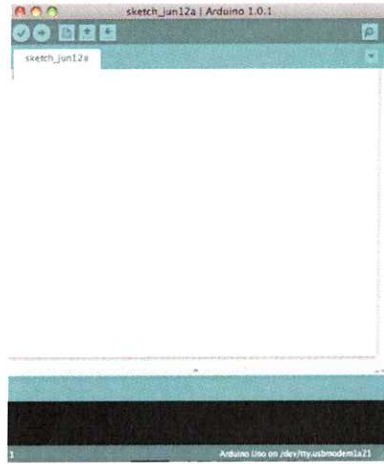 sketch_jun12a | Arduino 1.0.1
sketch_jun12a
1
Arduino Uno on /dev/tty.usbmodem1a21